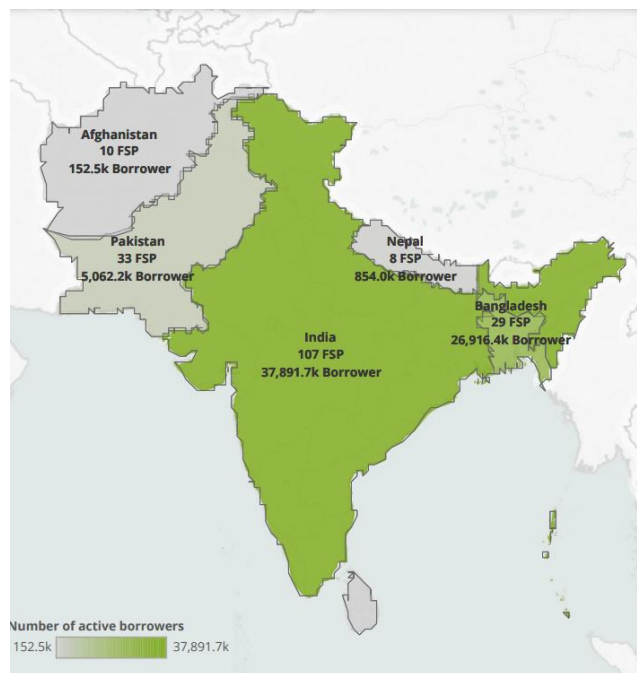 Afghanistan
10 FSP
152.5k Borrower
Pakistan
33 FSP
5,062.2k Borrower
Nepal
8 FSP
854.0k Borrower
Bangladesh
29 FSP
26,916.4k Borrower
India
107 FSP
37,891.7k Borrower
2
Number of active borrowers
152.5k 37,891.7k